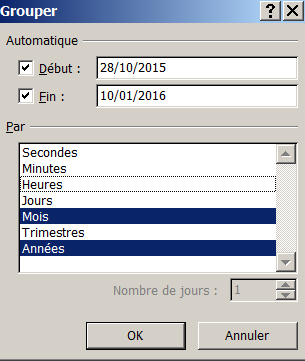 Grouper
Automatique
Début : 28/10/2015
Fin : 10/01/2016
Par
Secondes
Minutes
Heures
Jours
Mois
Trimestres
Années
Nombre de jours : 1
OK Annuler